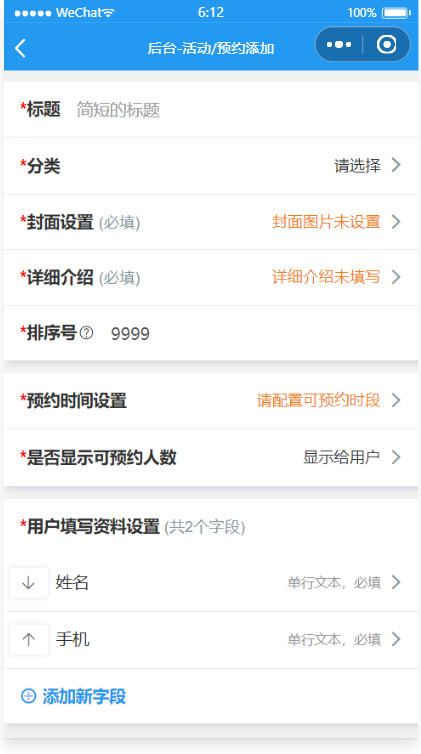 WeChat 6:12 100%
后台-活动/预约添加
*标题 简短的标题
*分类 请选择
*封面设置 (必填) 封面图片未设置
*详细介绍 (必填) 详细介绍未填写
*排序号? 9999
*预约时间设置 请配置可预约时段
*是否显示可预约人数 显示给用户
*用户填写资料设置 (共2个字段)
姓名 单行文本，必填
手机 单行文本，必填
添加新字段